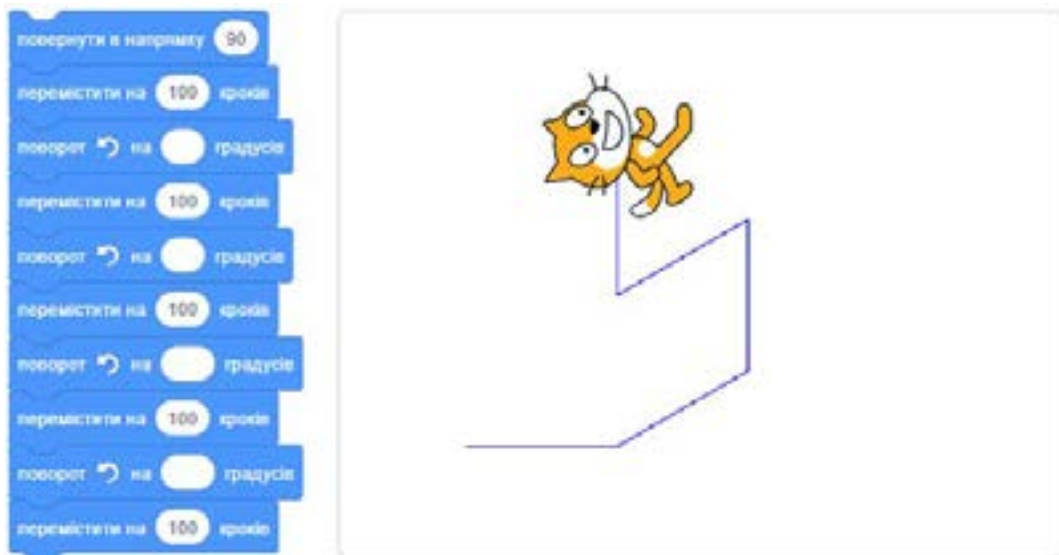 повернути в напрямку 90
перемістити на 100 кроків
поворот на градусів
перемістити на 100 кроків
поворот на градусів
перемістити на 100 кроків
поворот на градусів
перемістити на 100 кроків
поворот на градусів
перемістити на 100 кроків